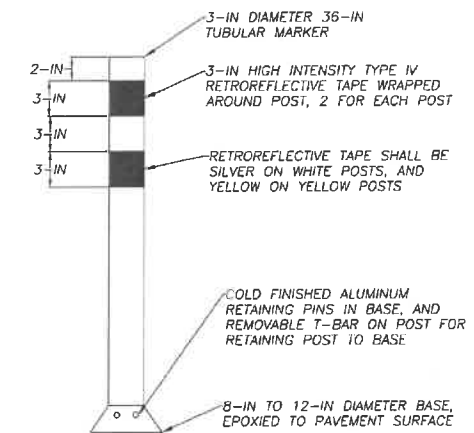 3-IN DIAMETER 36-IN
TUBULAR MARKER
2-IN
3-IN
3-IN
3-IN
3-IN HIGH INTENSITY TYPE IV
RETROREFLECTIVE TAPE WRAPPED
AROUND POST, 2 FOR EACH POST
RETROREFLECTIVE TAPE SHALL BE
SILVER ON WHITE POSTS, AND
YELLOW ON YELLOW POSTS
COLD FINISHED ALUMINUM
RETAINING PINS IN BASE, AND
REMOVABLE T-BAR ON POST FOR
RETAINING POST TO BASE
8-IN TO 12-IN DIAMETER BASE,
EPOXIED TO PAVEMENT SURFACE